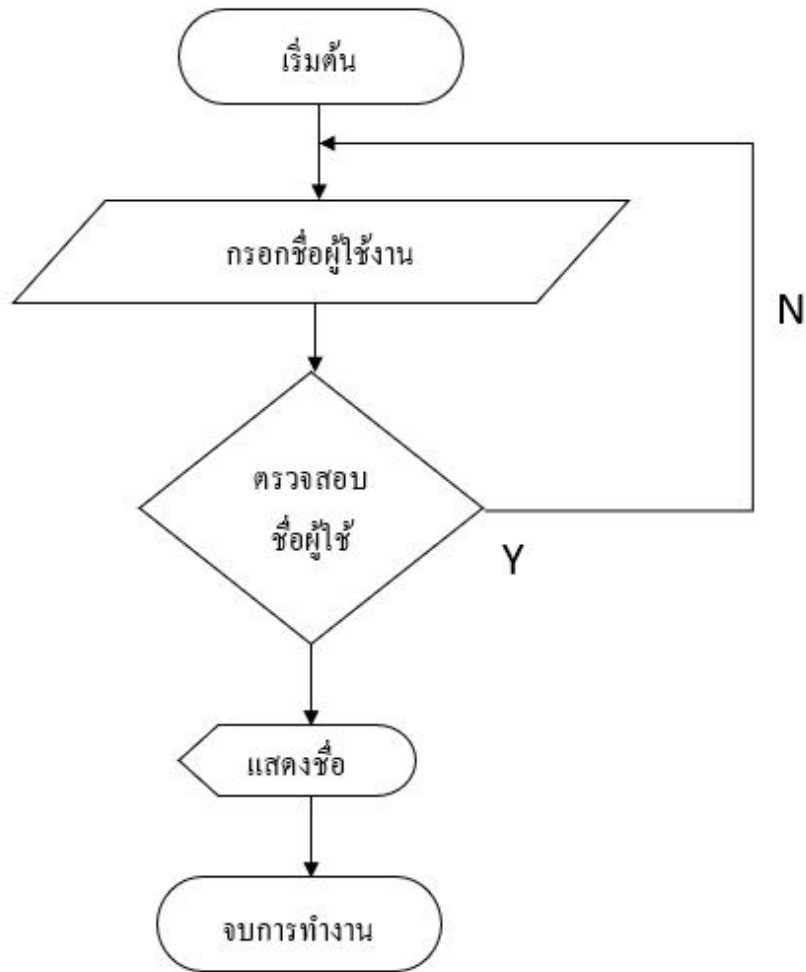 เริ่มต้น
กรอกชื่อผู้ใช้งาน
N
ตรวจสอบ
ชื่อผู้ใช้
Y
แสดงชื่อ
จบการทำงาน